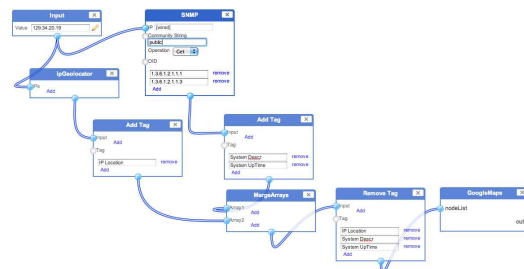 Input
Value 129.34.20.19
SNMP
IP [wired]
Community String
public
Operation Get
OID
1.3.6.1.2.1.1.1 remove
1.3.6.1.2.1.1.3 remove
Add
IpGeolocator
IPs
Add
Add Tag
Input
Add
Tag
IP Location remove
Add
Add Tag
Input
Add
Tag
System Descr remove
System UpTime remove
Add
MargeArrays
Array1
Add
Array2
Add
Remove Tag
Input
Add
Tag
IP Location remove
System Descr remove
System UpTime remove
Add
GoogleMaps
nodeList
out